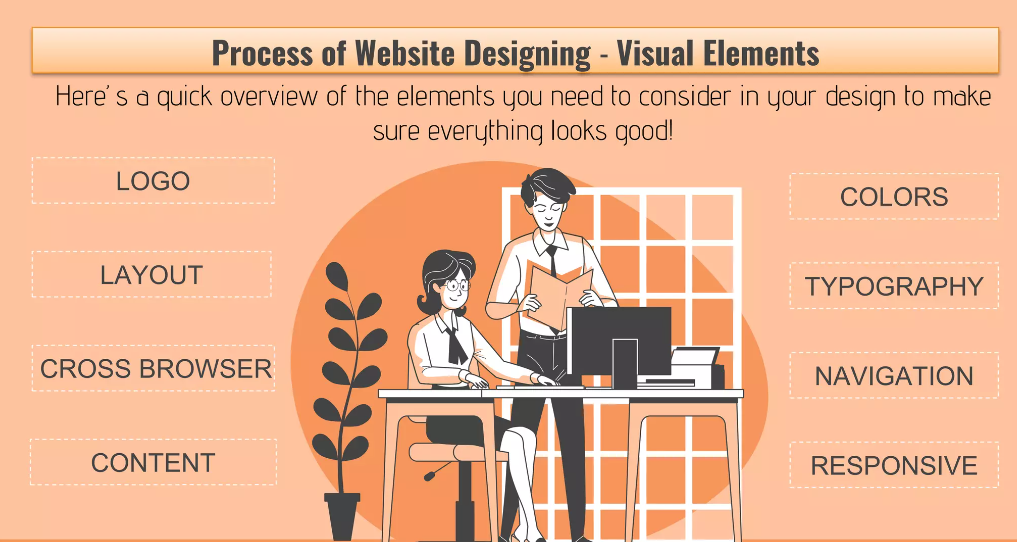 Process of Website Designing - Visual Elements
Here's a quick overview of the elements you need to consider in your design to make
sure everything looks good!
LOGO
LAYOUT
CROSS BROWSER
CONTENT
COLORS
TYPOGRAPHY
NAVIGATION
RESPONSIVE